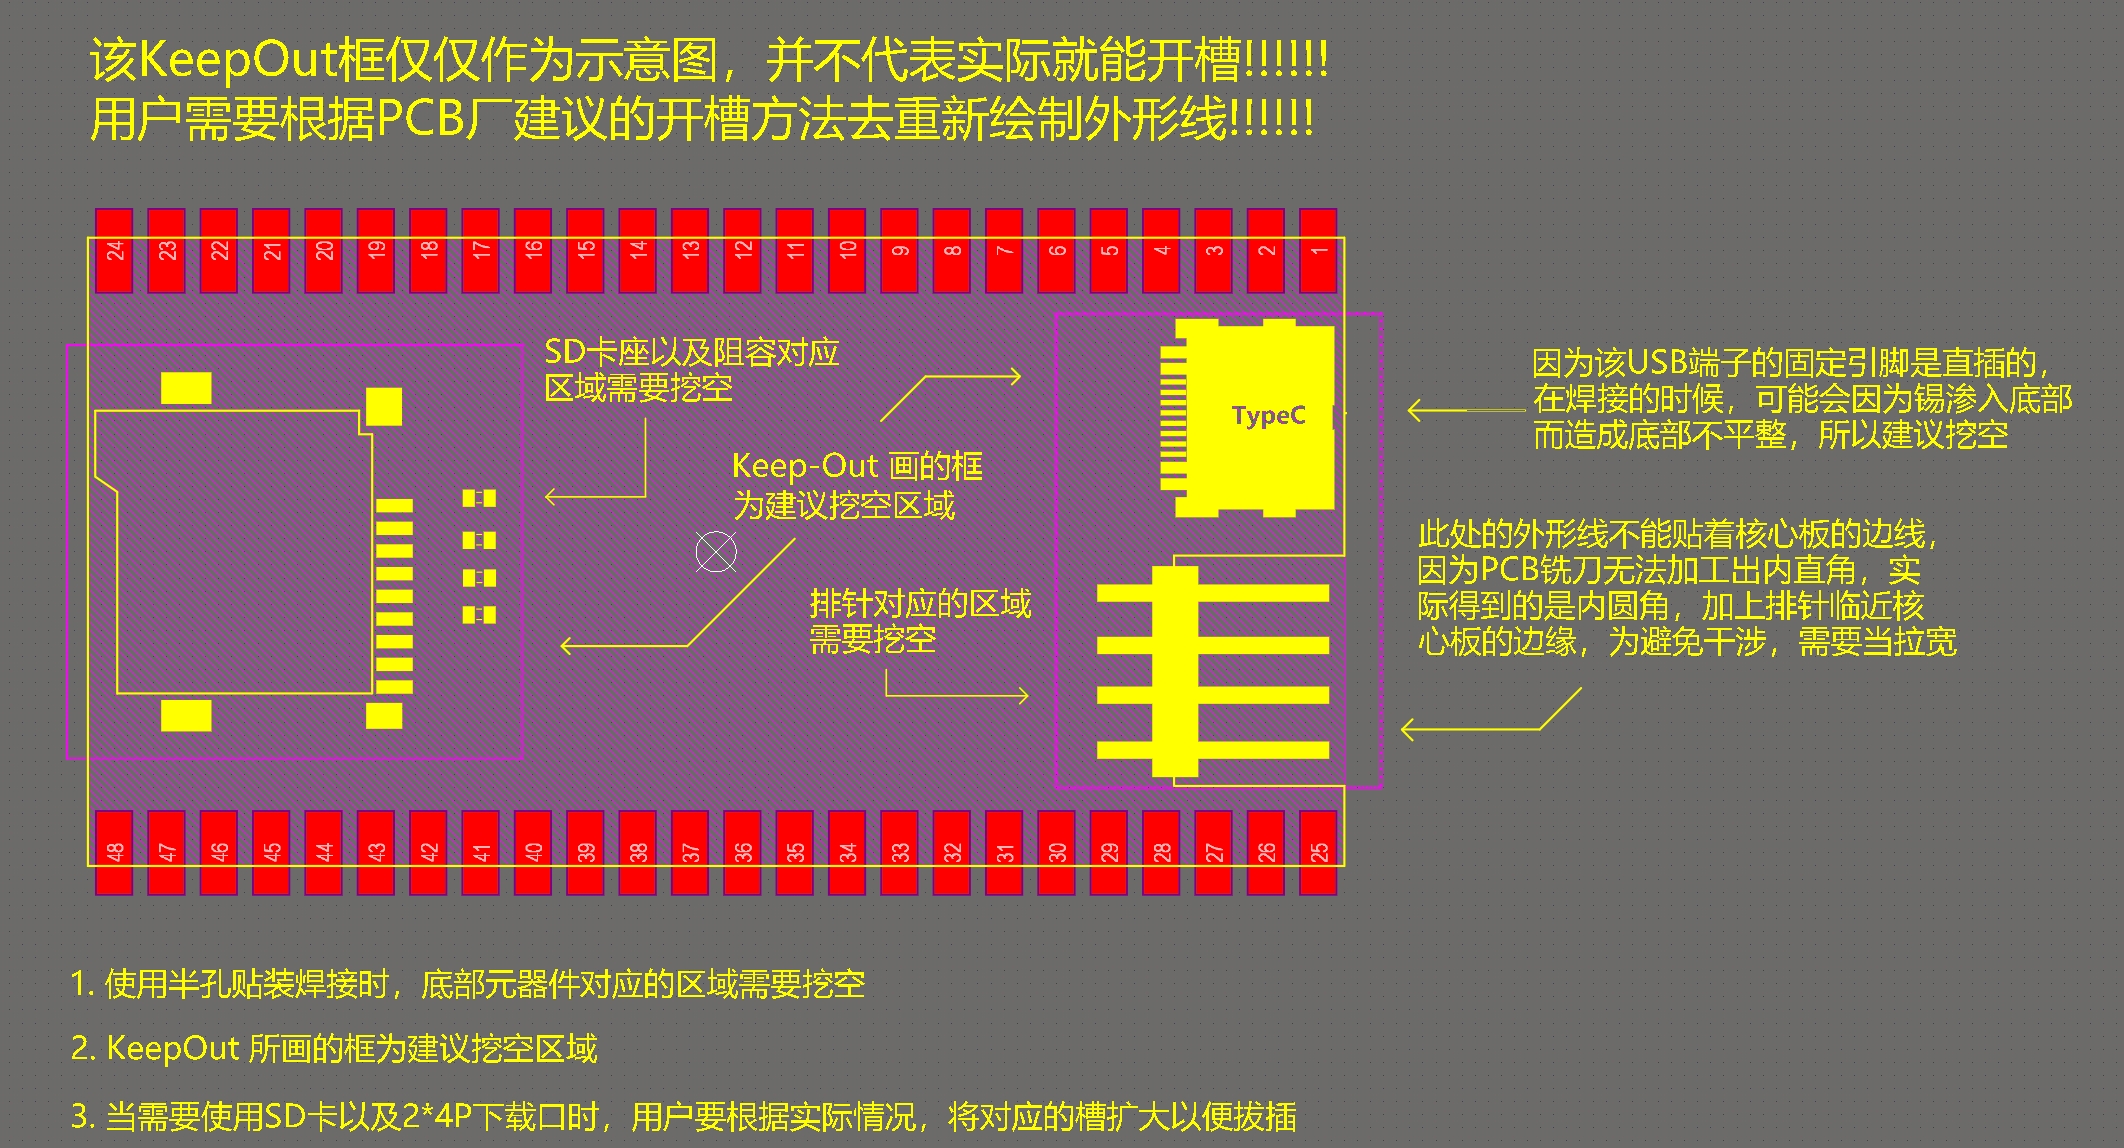 该KeepOut框仅仅作为示意图，并不代表实际就能开槽!!!!!!
用户需要根据PCB厂建议的开槽方法去重新绘制外形线!!!!!!
24 23 22 21 20 19 18 17 16 15 14 13 12 11 10 9 8 7 6 5 4 3 2 1
SD卡座以及阻容对应
区域需要挖空
Keep-Out 画的框
为建议挖空区域
排针对应的区域
需要挖空
TypeC
因为该USB端子的固定引脚是直插的，
在焊接的时候，可能会因为锡渗入底部
而造成底部不平整，所以建议挖空
此处的外形线不能贴着核心板的边线，
因为PCB铣刀无法加工出内直角，实
际得到的是内圆角，加上排针临近核
心板的边缘，为避免干涉，需要当拉宽
48 47 46 45 44 43 42 41 40 39 38 37 36 35 34 33 32 31 30 29 28 27 26 25
1. 使用半孔贴装焊接时，底部元器件对应的区域需要挖空
2. KeepOut 所画的框为建议挖空区域
3. 当需要使用SD卡以及2*4P下载口时，用户要根据实际情况，将对应的槽扩大以便拔插